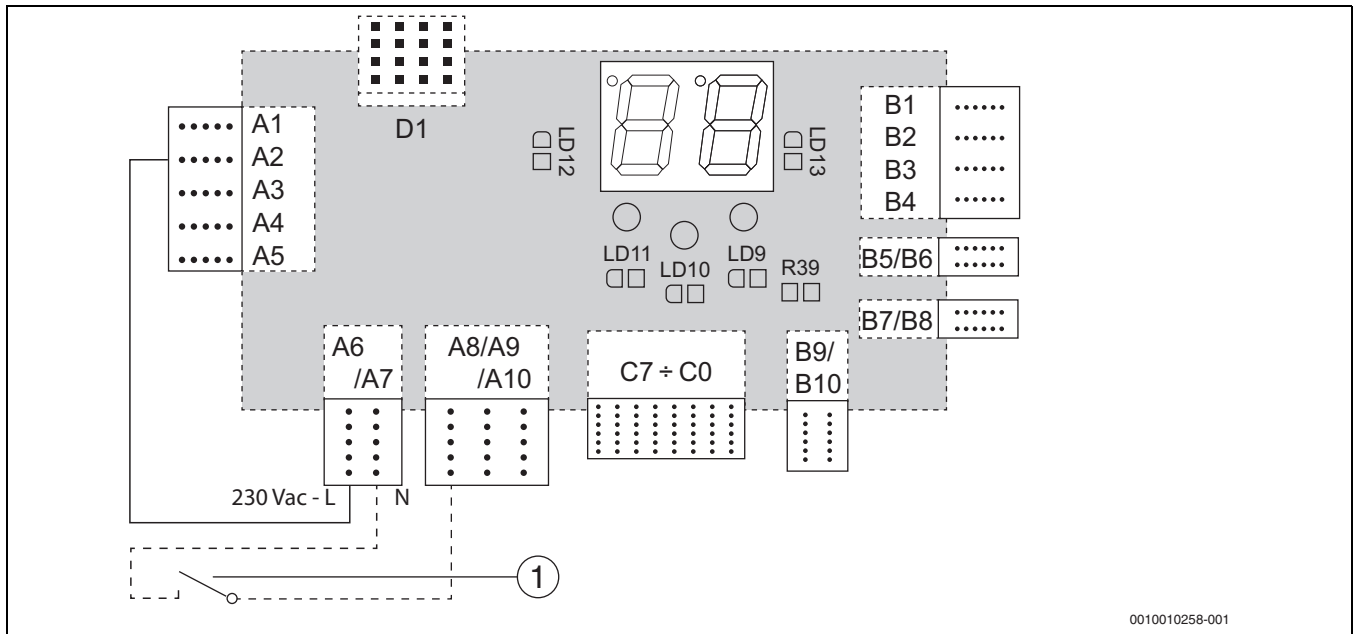 D1
A1
A2
A3
A4
A5
LD12
LD13
B1
B2
B3
B4
LD11
LD10
LD9
R39
B5/B6
B7/B8
A6
/A7
A8/A9
/A10
C7 ÷ C0
B9/
B10
230 Vac - L
N
1
0010010258-001